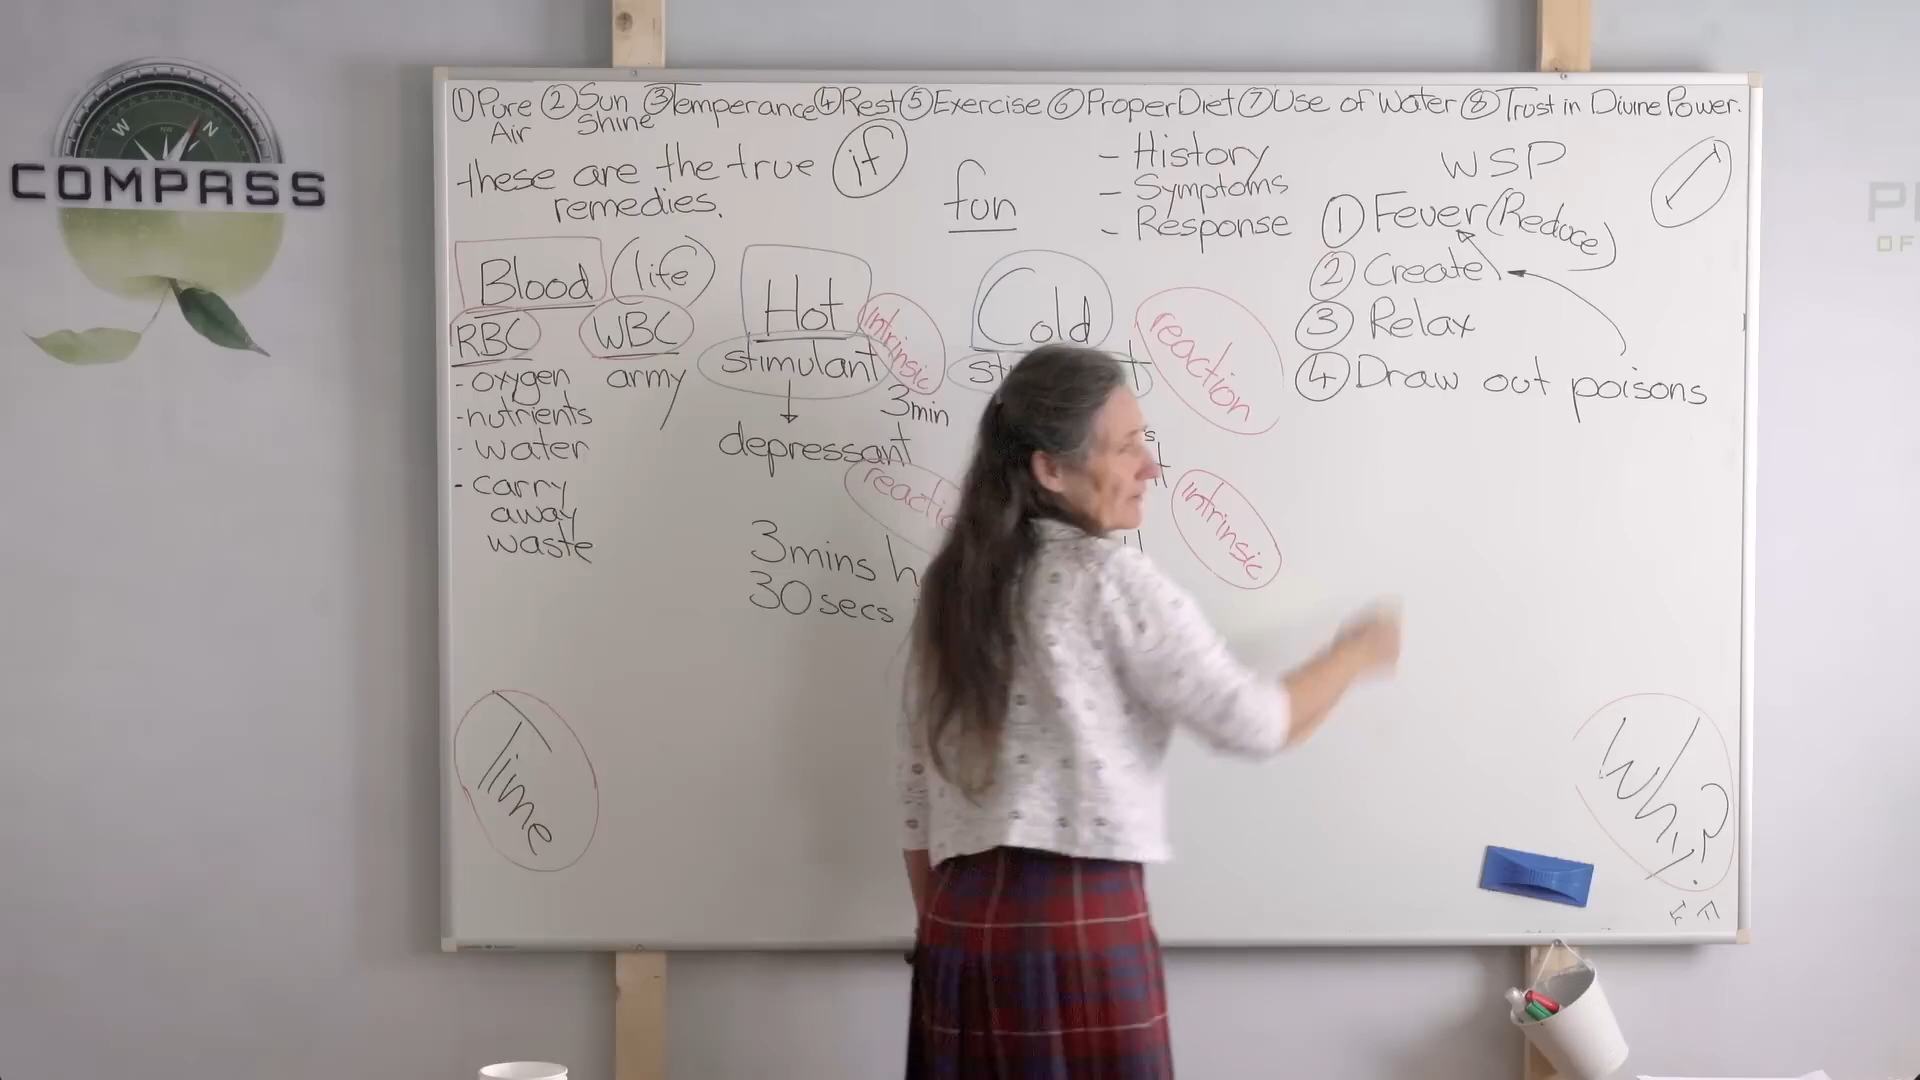 ①Pure ②Sun ③Temperance ④Rest ⑤Exercise ⑥Proper Diet ⑦Use of Water ⑧Trust in Divine Power.
Air Shine
these are the true
remedies.
if
fun
- History
- Symptoms
- Response
WSP
① Fever (Reduce)
② Create
③ Relax
④ Draw out poisons
Blood
(life)
RBC
- oxygen
- nutrients
- water
- carry
away
waste
WBC
army
Hot
stimulant
intrinsic
3min
depressant
3mins
30secs
Cold
reaction
intrinsic
Time
Why?
COMPASS
W
NW
N